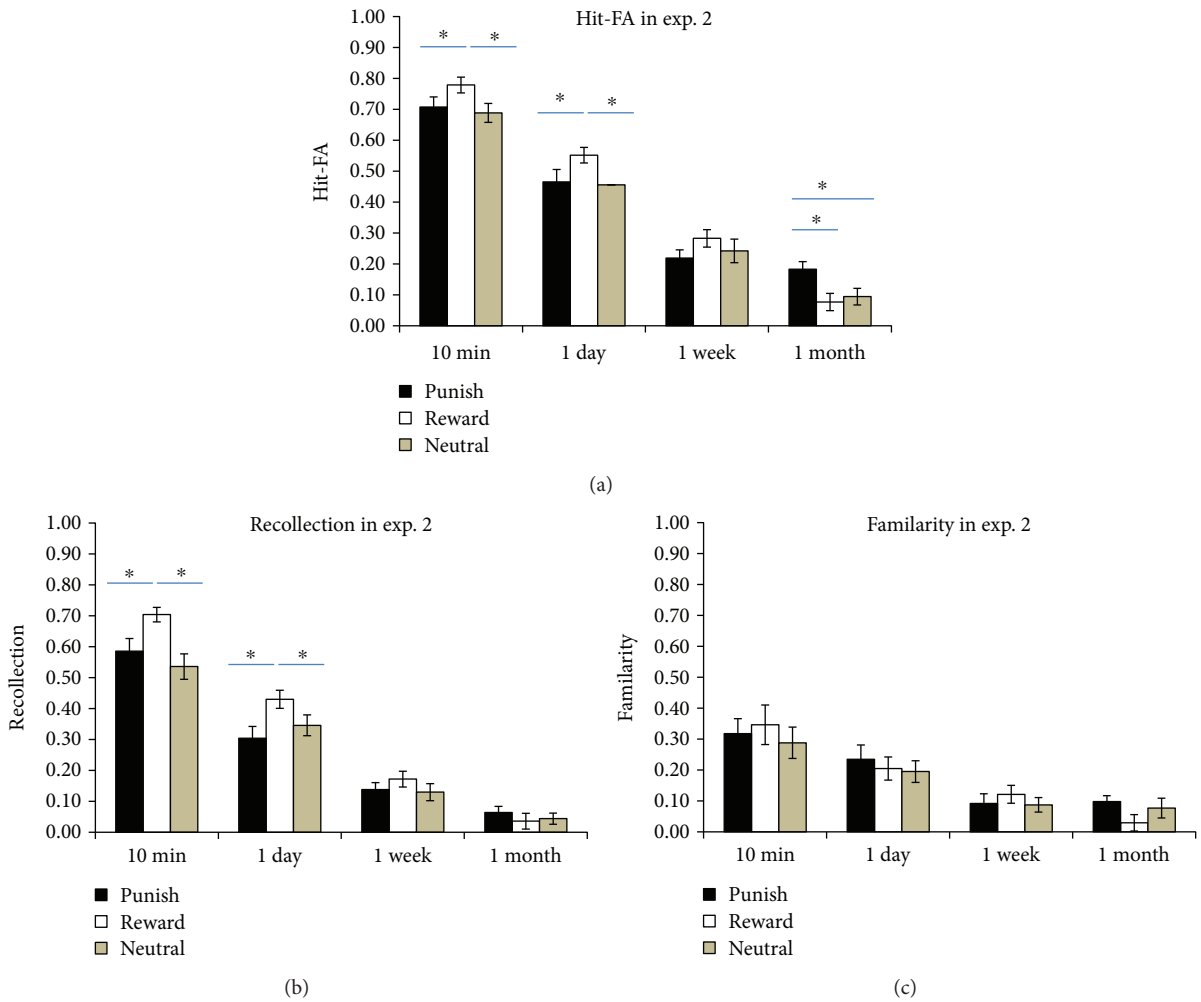 Hit-FA in exp. 2
Hit-FA
1.00
0.90
0.80
0.70
0.60
0.50
0.40
0.30
0.20
0.10
0.00
* *
* *
*
*
10 min 1 day 1 week 1 month
Punish
Reward
Neutral
(a)
Recollection in exp. 2
Recollection
1.00
0.90
0.80
0.70
0.60
0.50
0.40
0.30
0.20
0.10
0.00
* *
* *
10 min 1 day 1 week 1 month
Punish
Reward
Neutral
(b)
Familarity in exp. 2
Familarity
1.00
0.90
0.80
0.70
0.60
0.50
0.40
0.30
0.20
0.10
0.00
10 min 1 day 1 week 1 month
Punish
Reward
Neutral
(c)